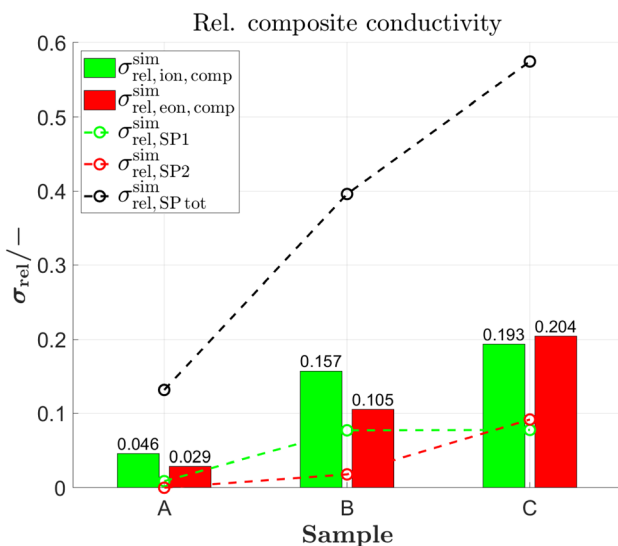 Rel. composite conductivity
0.6
0.5
0.4
0.3
0.2
0.1
0
σ_rel/−
σ^sim_rel,ion,comp
σ^sim_rel,eon,comp
σ^sim_rel,SP1
σ^sim_rel,SP2
σ^sim_rel,SP tot
0.046
0.029
0.157
0.105
0.193
0.204
A
B
C
Sample